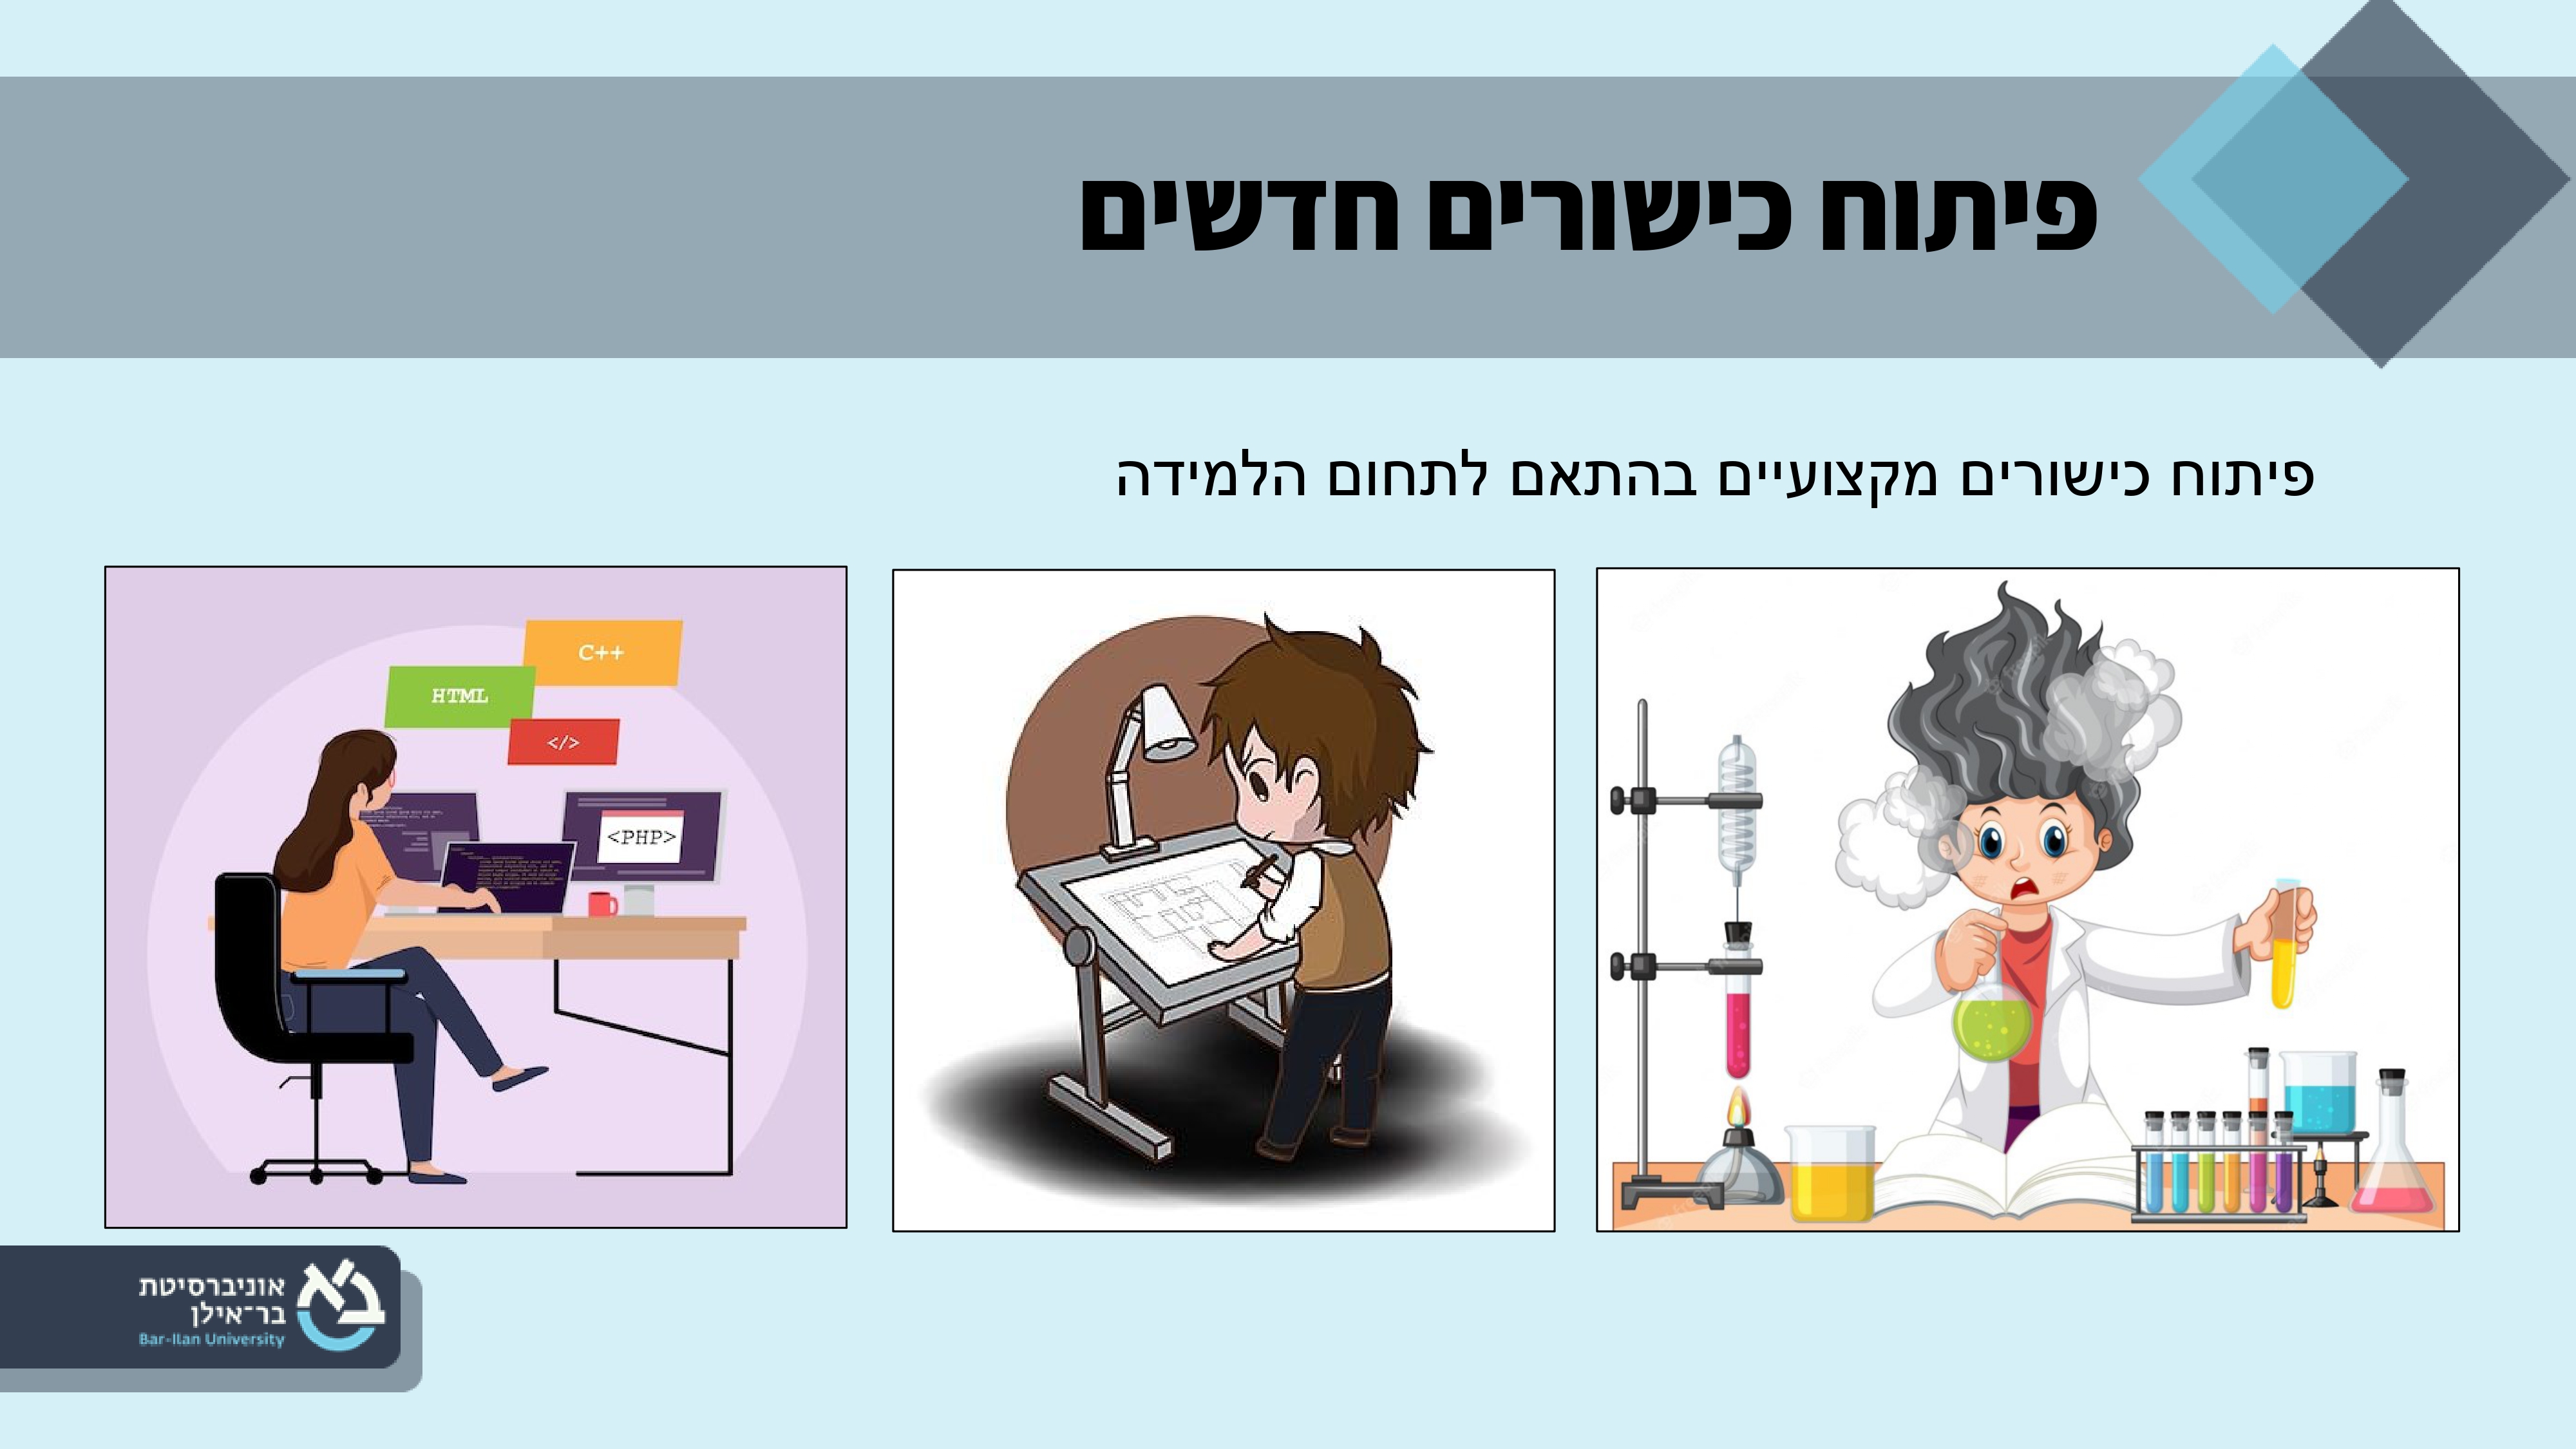 פיתוח כישורים חדשים
פיתוח כישורים מקצועיים בהתאם לתחום הלמידה
C++
HTML
</>
<PHP>
אוניברסיטת
בר־אילן
Bar-Ilan University